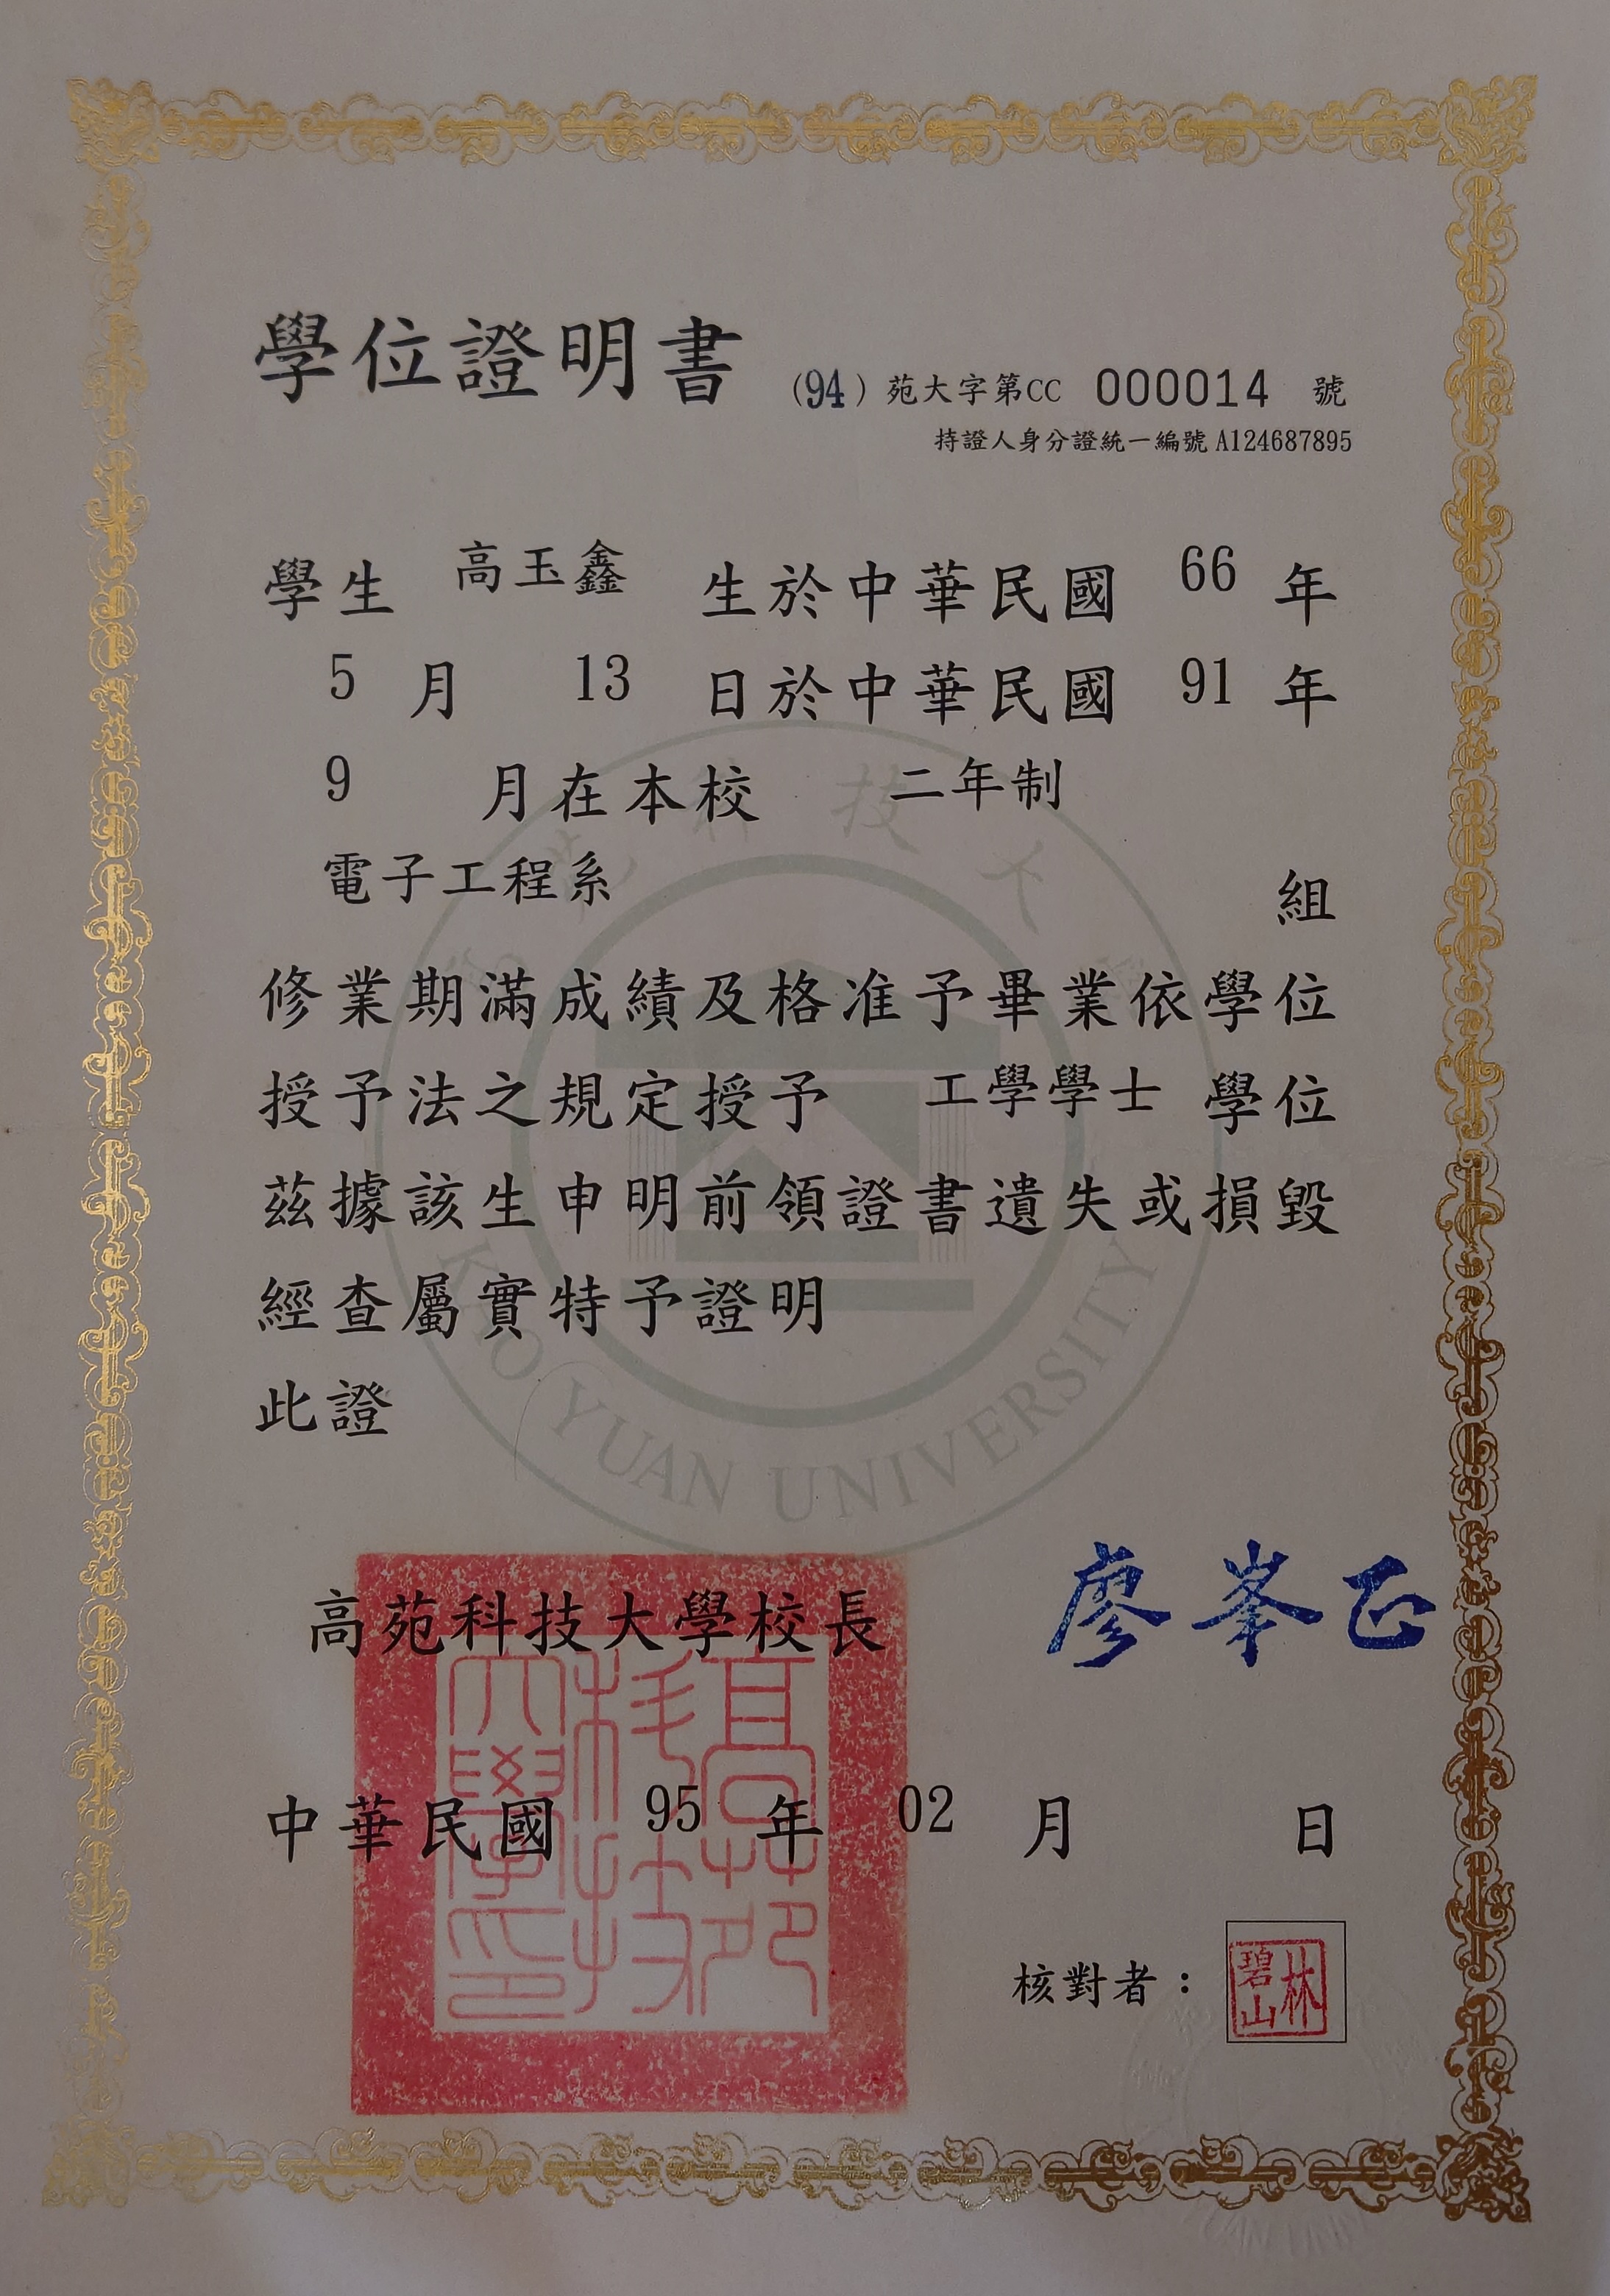 學位證明書 (94) 苑大字第CC 000014 號
持證人身分證統一編號 A124687895
學生 高玉鑫 生於中華民國 66 年
5 月 13 日於中華民國 91 年
9 月在本校 二年制
電子工程系 組
修業期滿成績及格准予畢業依學位
授予法之規定授予 工學學士 學位
茲據該生申明前領證書遺失或損毀
經查屬實特予證明
此證
KAO YUAN UNIVERSITY
高苑科技大學校長 廖峯正
高苑科技大學印
中華民國 95 年 02 月 日
核對者：林碧山